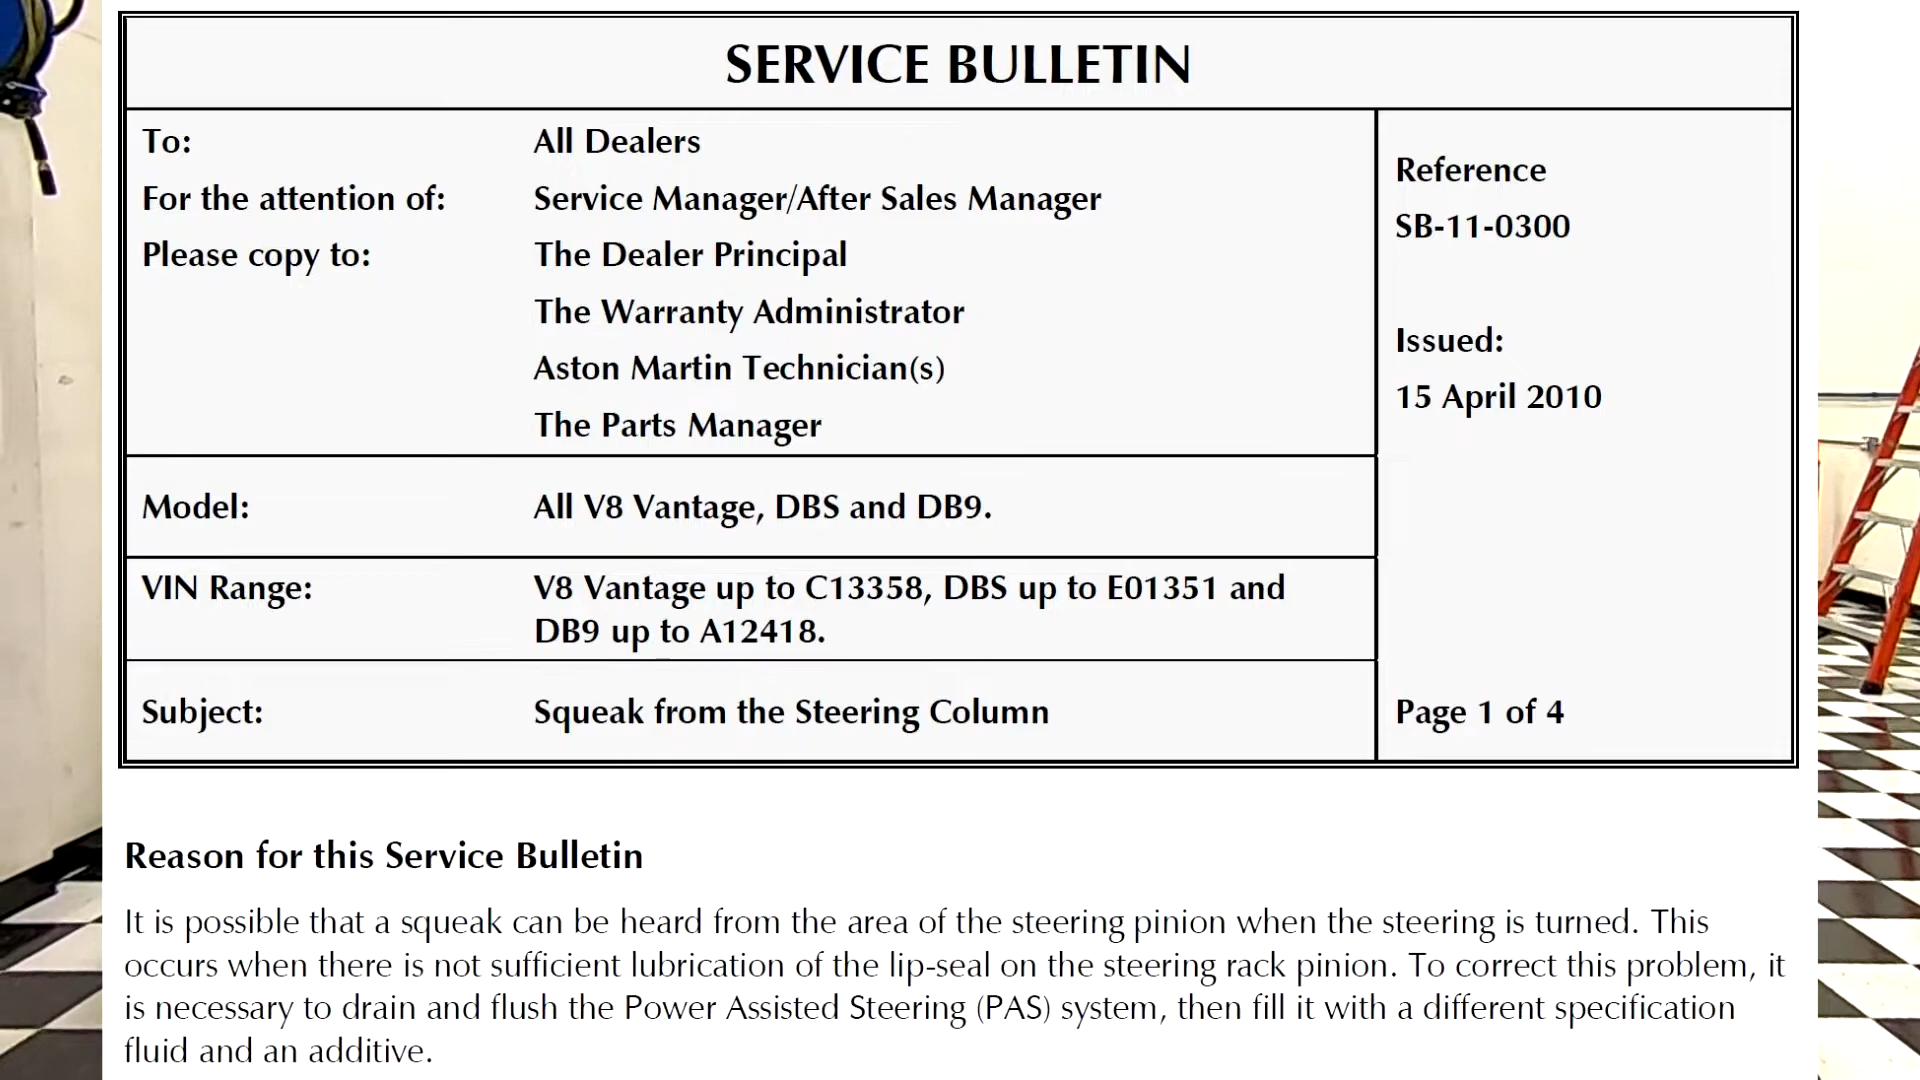 SERVICE BULLETIN
To: All Dealers
For the attention of: Service Manager/After Sales Manager
Please copy to: The Dealer Principal
The Warranty Administrator
Aston Martin Technician(s)
The Parts Manager
Reference
SB-11-0300
Issued:
15 April 2010
Model: All V8 Vantage, DBS and DB9.
VIN Range: V8 Vantage up to C13358, DBS up to E01351 and
DB9 up to A12418.
Subject: Squeak from the Steering Column
Page 1 of 4
Reason for this Service Bulletin
It is possible that a squeak can be heard from the area of the steering pinion when the steering is turned. This
occurs when there is not sufficient lubrication of the lip-seal on the steering rack pinion. To correct this problem, it
is necessary to drain and flush the Power Assisted Steering (PAS) system, then fill it with a different specification
fluid and an additive.